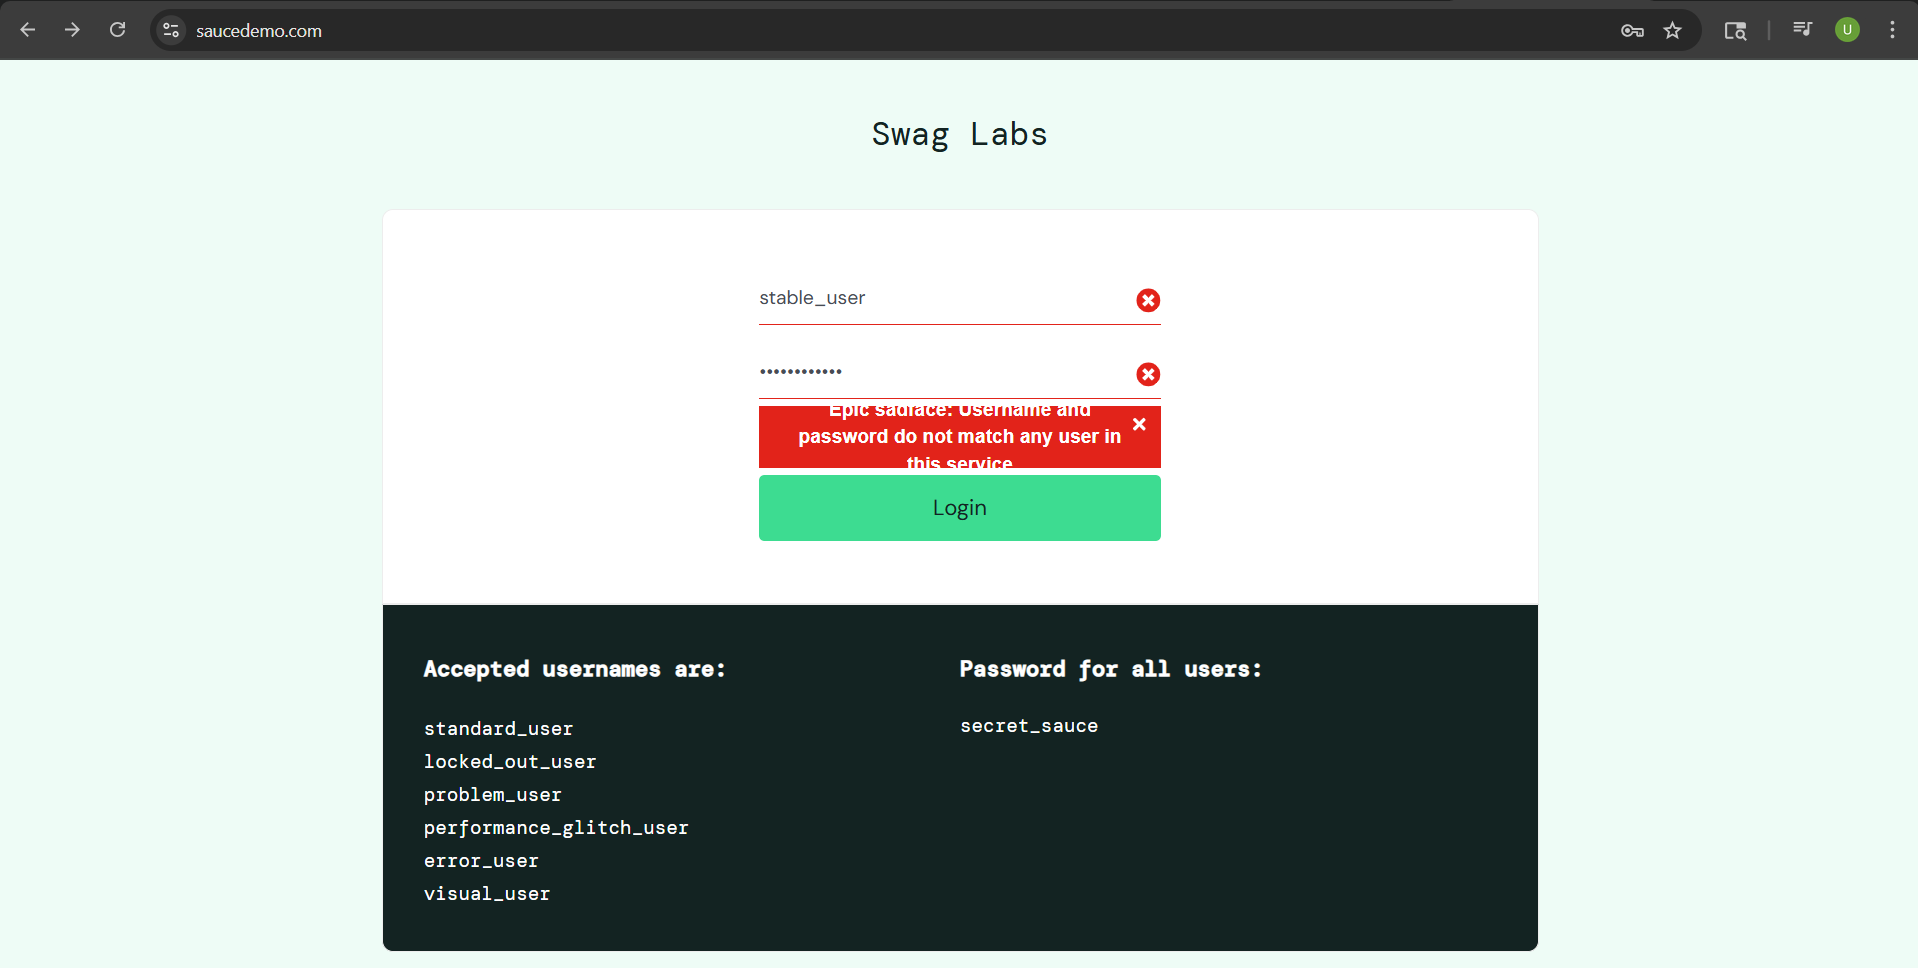 saucedemo.com
U
Swag Labs
stable_user
••••••••••••
Epic sadface: Username and
password do not match any user in
this service
Login
Accepted usernames are:
standard_user
locked_out_user
problem_user
performance_glitch_user
error_user
visual_user
Password for all users:
secret_sauce